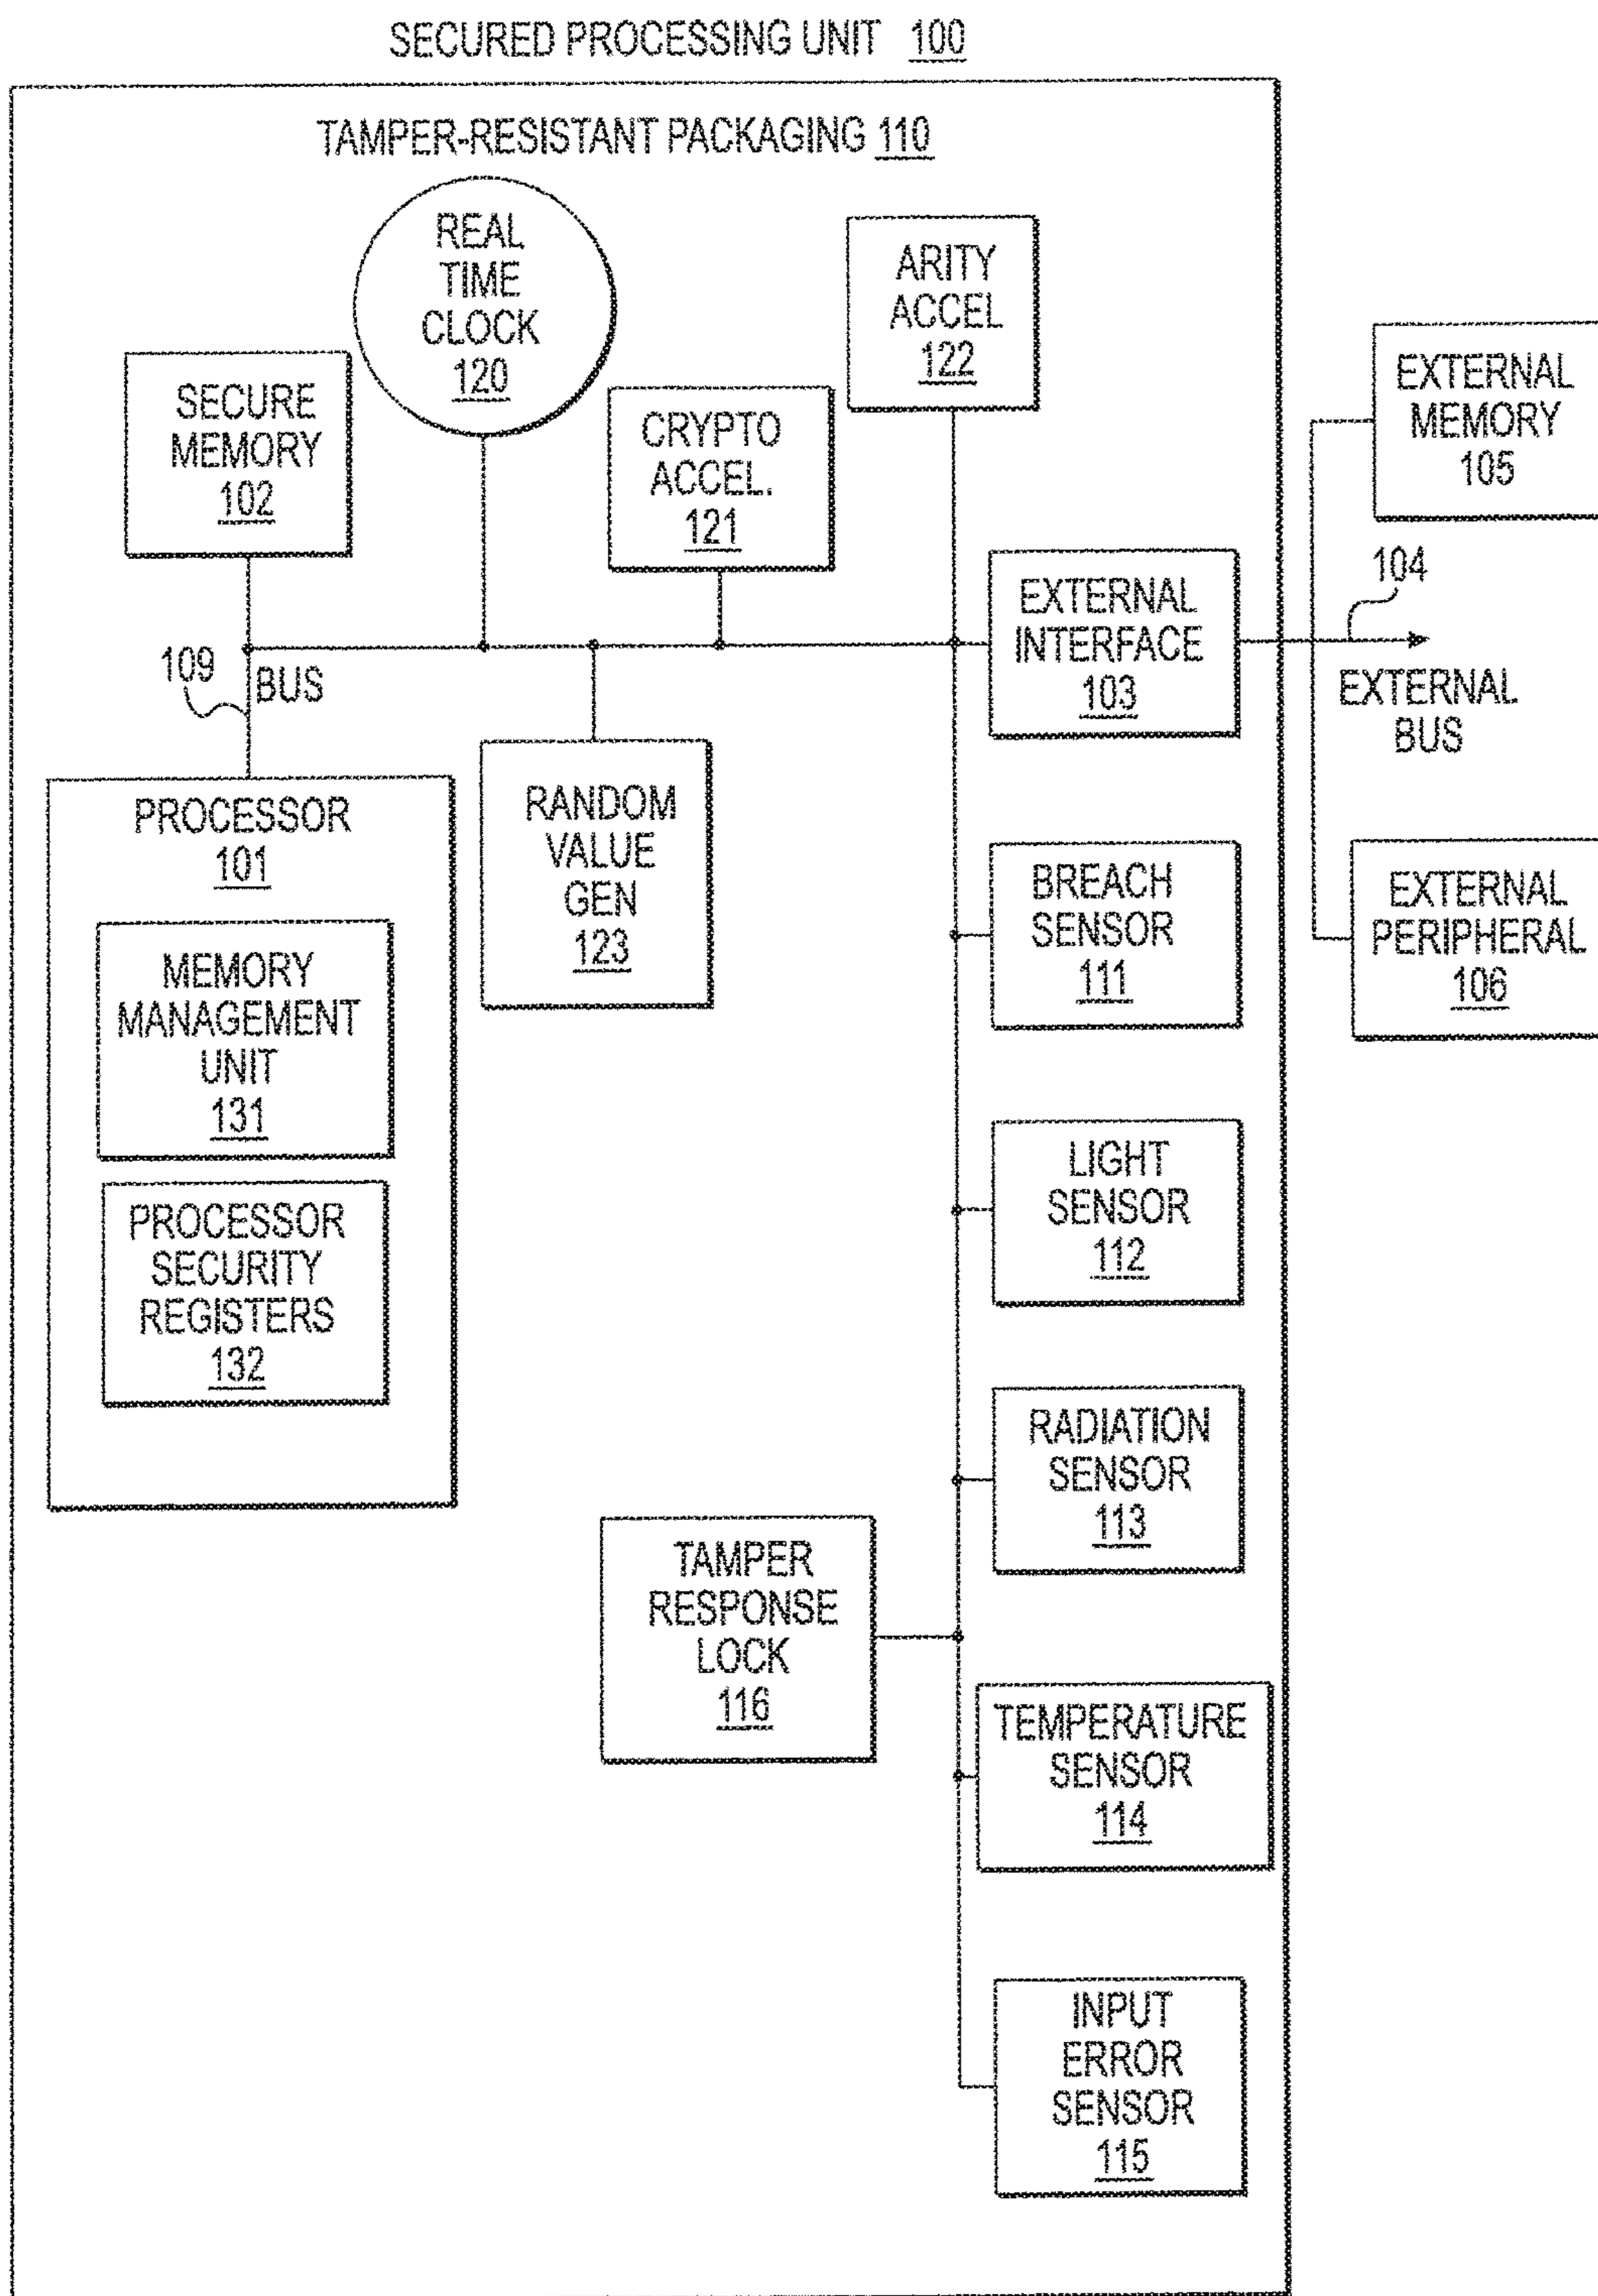 SECURED PROCESSING UNIT 100
TAMPER-RESISTANT PACKAGING 110
REAL
TIME
CLOCK
120
ARITY
ACCEL
122
SECURE
MEMORY
102
CRYPTO
ACCEL.
121
EXTERNAL
MEMORY
105
104
EXTERNAL
INTERFACE
103
109
BUS
EXTERNAL
BUS
PROCESSOR
101
MEMORY
MANAGEMENT
UNIT
131
PROCESSOR
SECURITY
REGISTERS
132
RANDOM
VALUE
GEN
123
BREACH
SENSOR
111
EXTERNAL
PERIPHERAL
106
LIGHT
SENSOR
112
RADIATION
SENSOR
113
TAMPER
RESPONSE
LOCK
116
TEMPERATURE
SENSOR
114
INPUT
ERROR
SENSOR
115